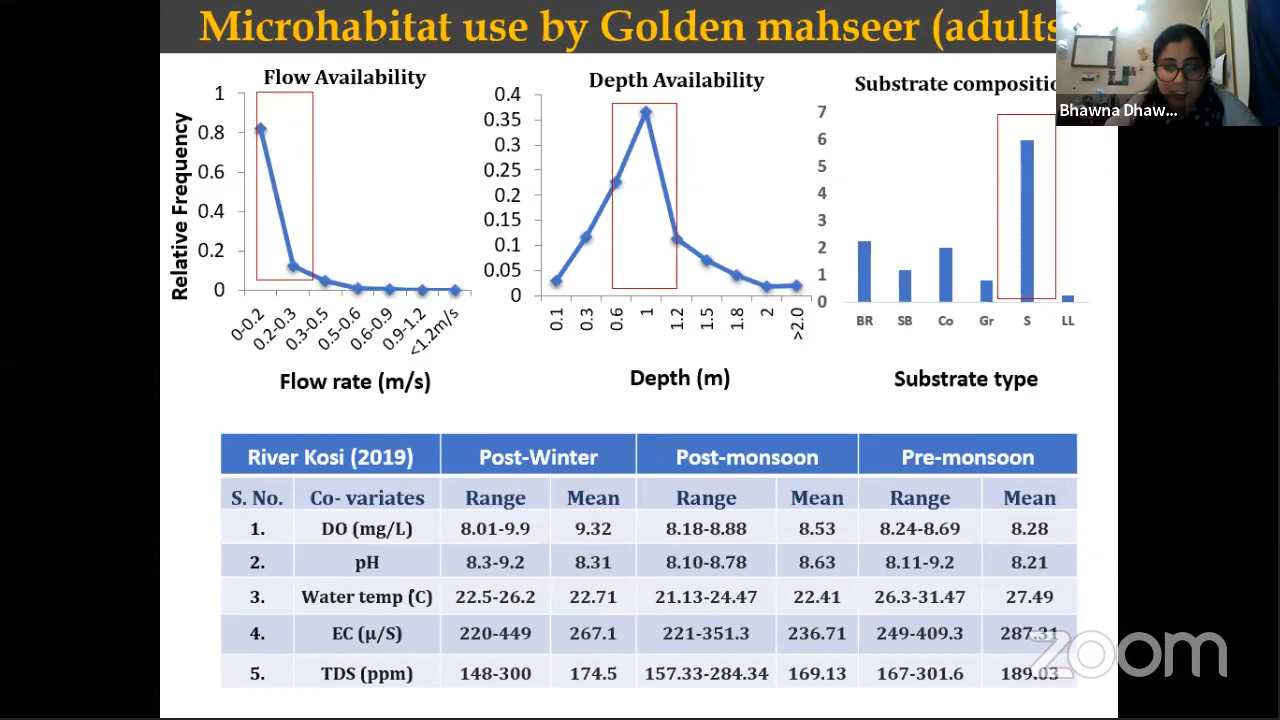 Microhabitat use by Golden mahseer (adults
Bhawna Dhaw...
Flow Availability
Relative Frequency
1
0.8
0.6
0.4
0.2
0
0-0.2
0.2-0.3
0.3-0.5
0.5-0.6
0.6-0.9
0.9-1.2
<1.2m/s
Flow rate (m/s)
Depth Availability
0.4
0.35
0.3
0.25
0.2
0.15
0.1
0.05
0
0.1
0.3
0.6
1
1.2
1.5
1.8
2
>2.0
Depth (m)
Substrate compositio
7
6
5
4
3
2
1
0
BR SB Co Gr S LL
Substrate type
River Kosi (2019) Post-Winter Post-monsoon Pre-monsoon
S. No. Co- variates Range Mean Range Mean Range Mean
1. DO (mg/L) 8.01-9.9 9.32 8.18-8.88 8.53 8.24-8.69 8.28
2. pH 8.3-9.2 8.31 8.10-8.78 8.63 8.11-9.2 8.21
3. Water temp (̊C) 22.5-26.2 22.71 21.13-24.47 22.41 26.3-31.47 27.49
4. EC (µ/S) 220-449 267.1 221-351.3 236.71 249-409.3 287.31
5. TDS (ppm) 148-300 174.5 157.33-284.34 169.13 167-301.6 189.03
zoom